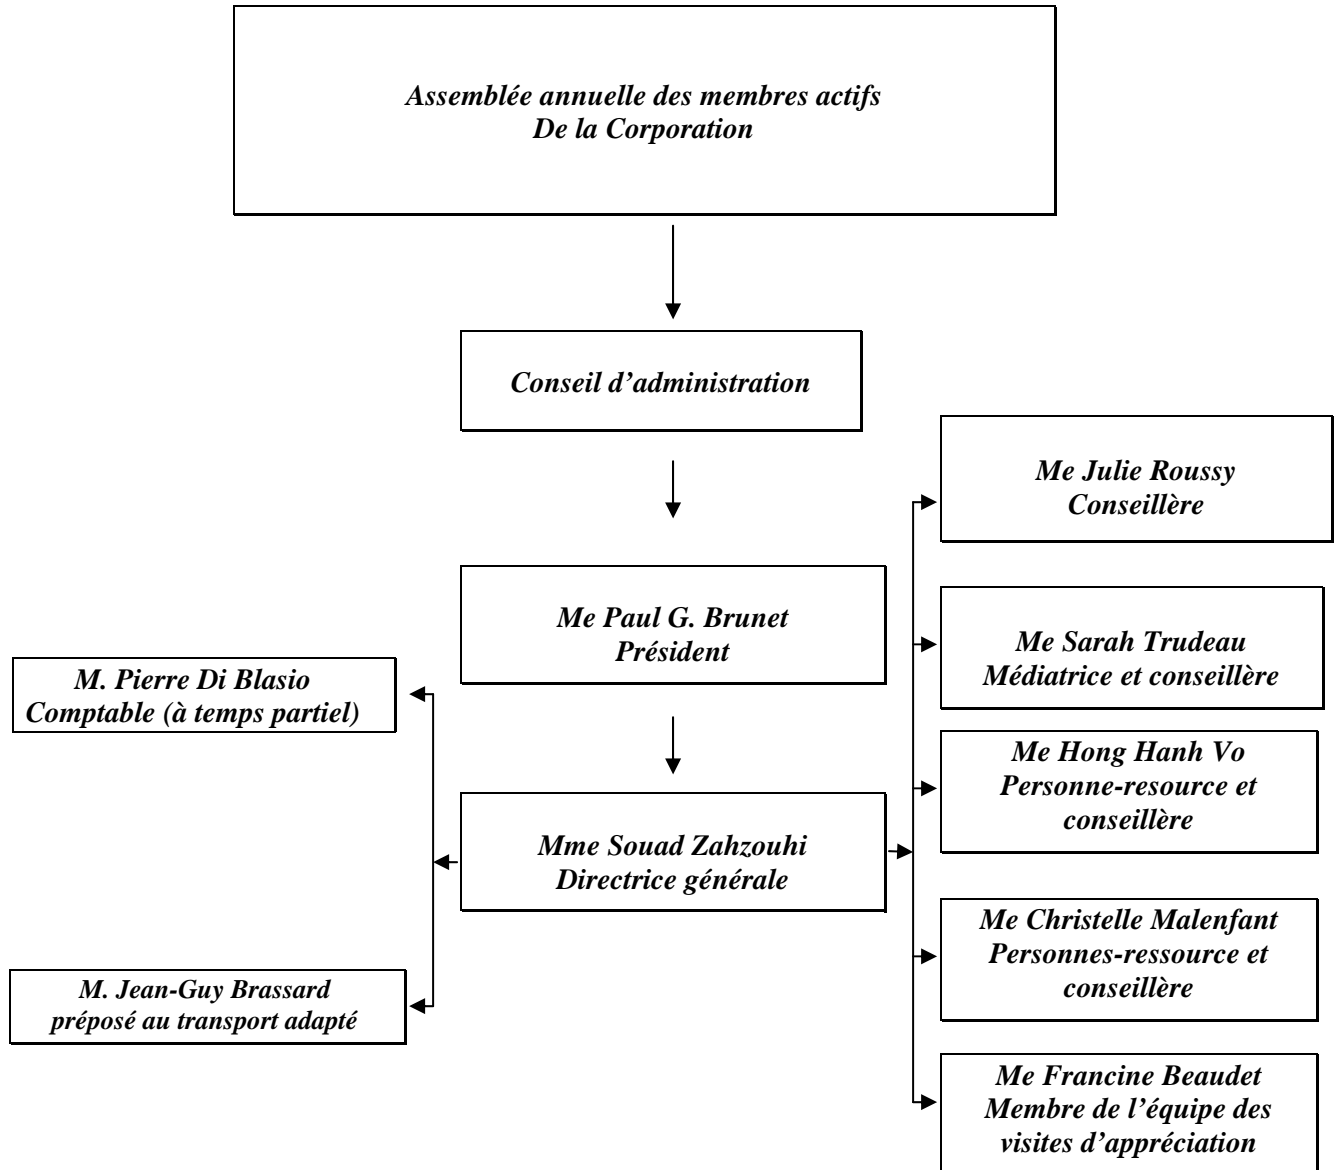 Assemblée annuelle des membres actifs
De la Corporation
Conseil d’administration
Me Julie Roussy
Conseillère
Me Paul G. Brunet
Président
Me Sarah Trudeau
Médiatrice et conseillère
M. Pierre Di Blasio
Comptable (à temps partiel)
Me Hong Hanh Vo
Personne-resource et
conseillère
Mme Souad Zahzouhi
Directrice générale
Me Christelle Malenfant
Personnes-ressource et
conseillère
M. Jean-Guy Brassard
préposé au transport adapté
Me Francine Beaudet
Membre de l’équipe des
visites d’appréciation